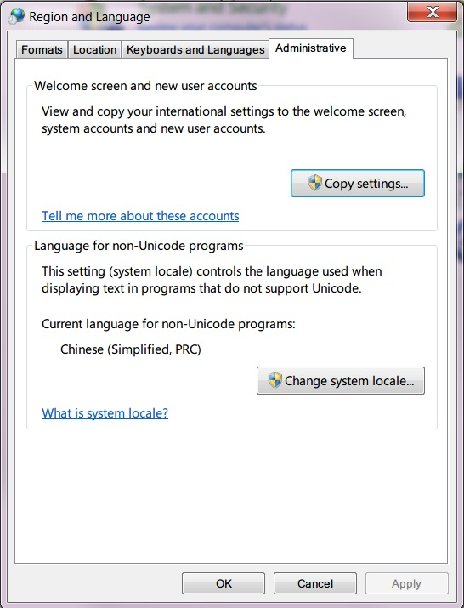 System and Security
Region and Language
Formats
Location
Keyboards and Languages
Administrative
Welcome screen and new user accounts
View and copy your international settings to the welcome screen,
system accounts and new user accounts.
Copy settings...
Tell me more about these accounts
Language for non-Unicode programs
This setting (system locale) controls the language used when
displaying text in programs that do not support Unicode.
Current language for non-Unicode programs:
Chinese (Simplified, PRC)
Change system locale...
What is system locale?
OK
Cancel
Apply